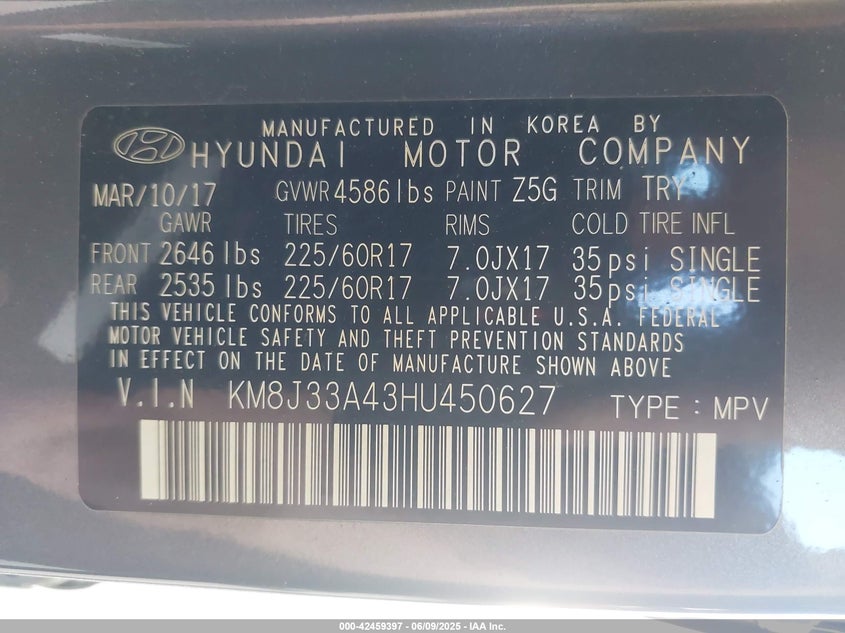 MANUFACTURED IN KOREA BY
HYUNDAI MOTOR COMPANY
MAR/10/17 GVWR 4586 lbs PAINT Z5G TRIM TRY
GAWR TIRES RIMS COLD TIRE INFL
FRONT 2646 lbs 225/60R17 7.0JX17 35 psi SINGLE
REAR 2535 lbs 225/60R17 7.0JX17 35 psi SINGLE
THIS VEHICLE CONFORMS TO ALL APPLICABLE U.S.A. FEDERAL
MOTOR VEHICLE SAFETY AND THEFT PREVENTION STANDARDS
IN EFFECT ON THE DATE OF MANUFACTURE SHOWN ABOVE
V.I.N KM8J33A43HU450627 TYPE : MPV
000-42459397 - 06/09/2025 - IAA Inc.